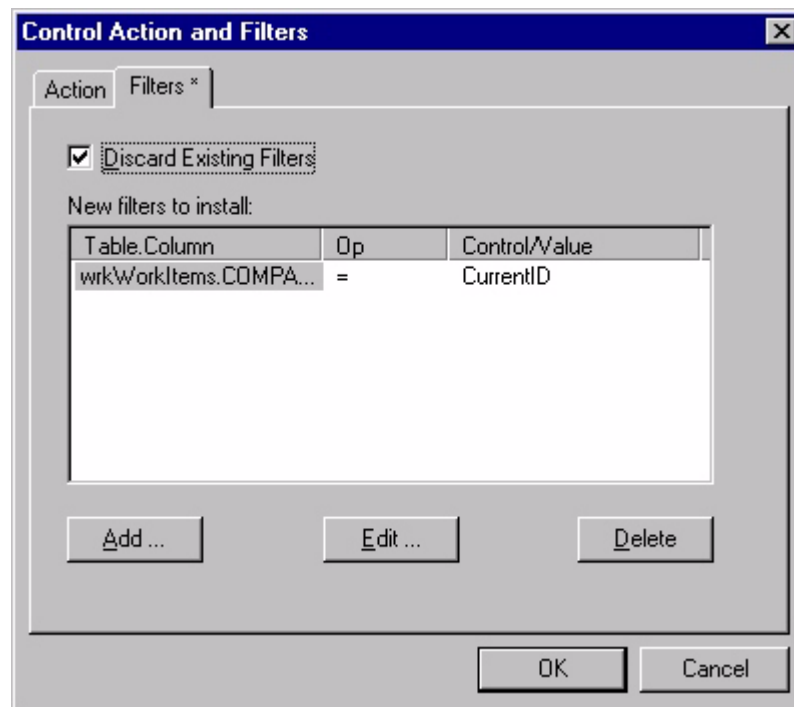 Control Action and Filters
Action Filters *
Discard Existing Filters
New filters to install:
Table.Column Op Control/Value
wrkWorkItems.COMPA... = CurrentID
Add ... Edit ... Delete
OK Cancel